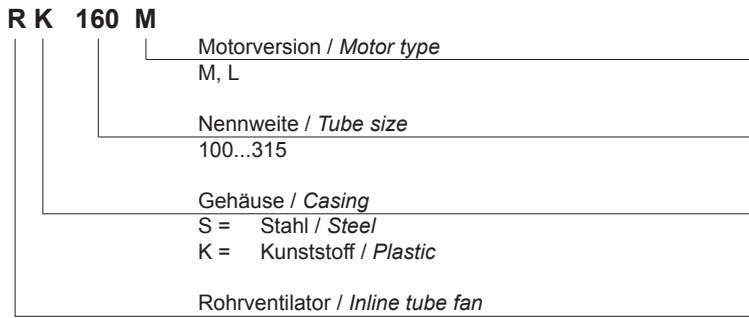 R K 160 M
Motorversion / Motor type
M, L
Nennweite / Tube size
100...315
Gehäuse / Casing
S = Stahl / Steel
K = Kunststoff / Plastic
Rohrventilator / Inline tube fan